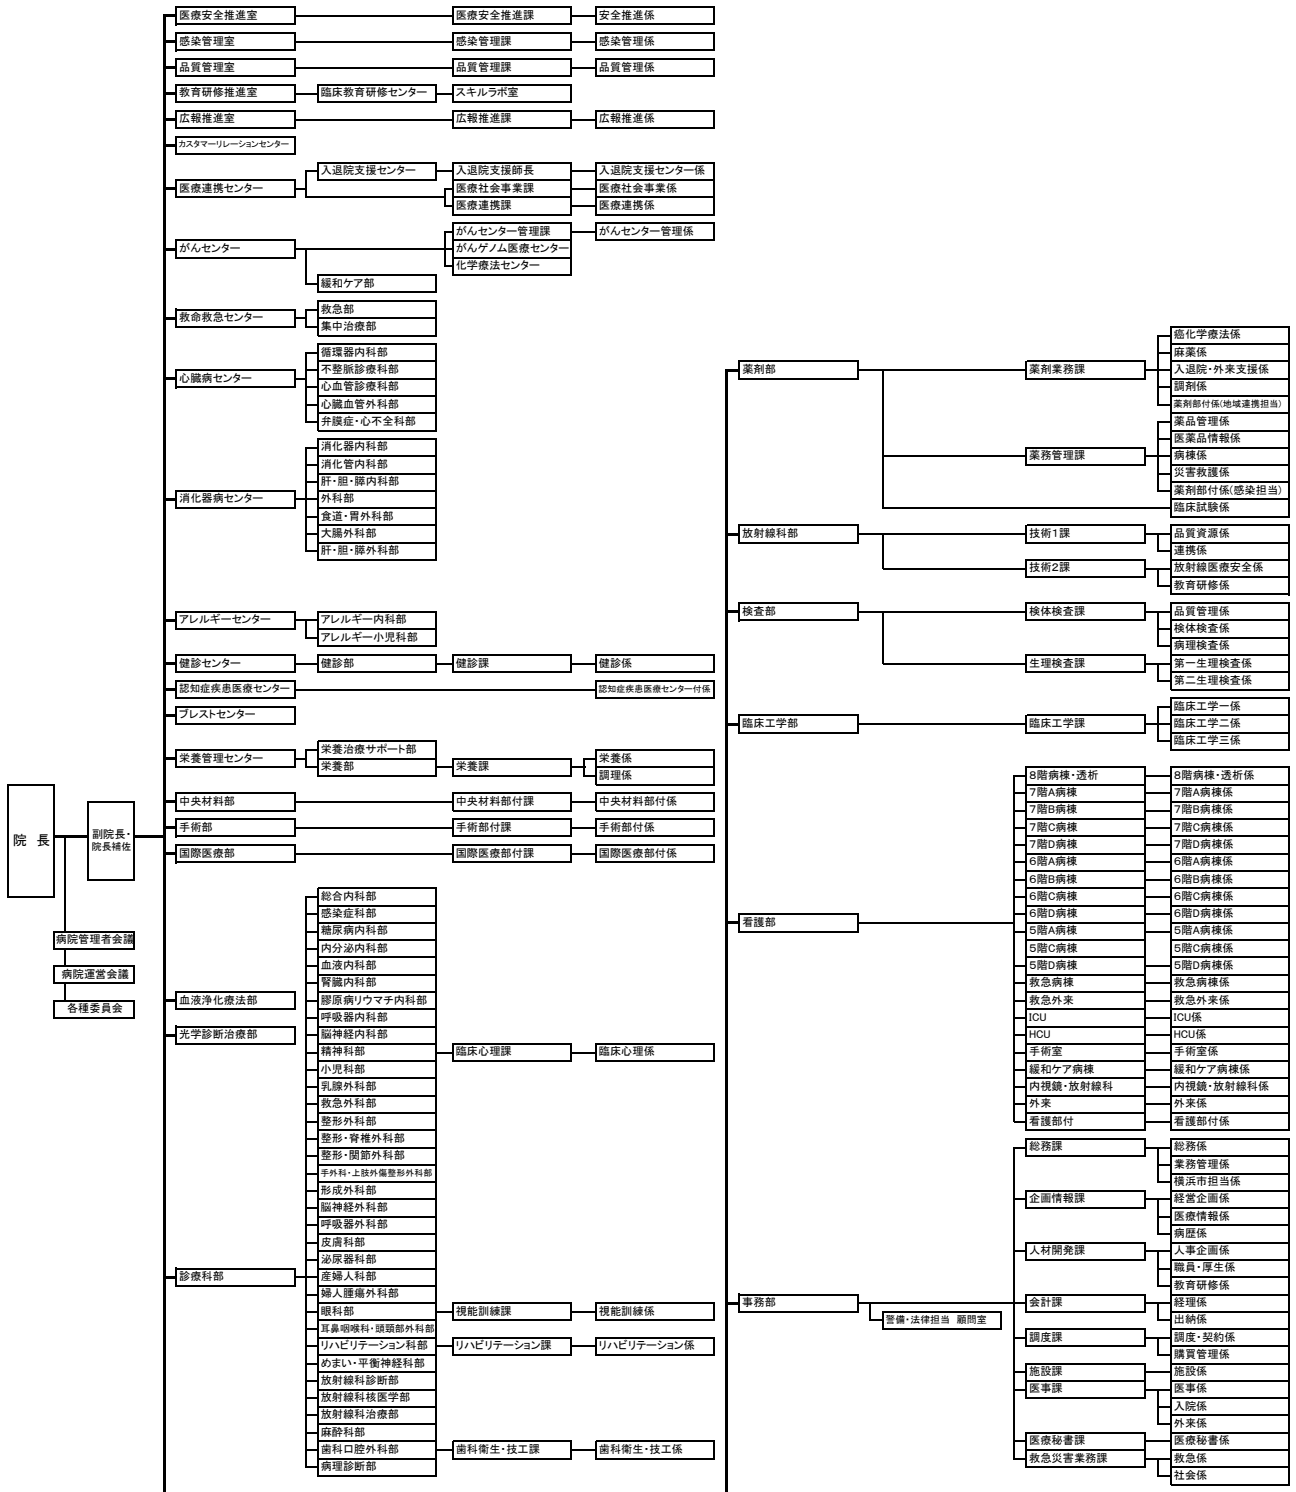 医療安全推進室 医療安全推進課 安全推進係
感染管理室 感染管理課 感染管理係
品質管理室 品質管理課 品質管理係
教育研修推進室 臨床教育研修センター スキルラボ室
広報推進室 広報推進課 広報推進係
カスタマーリレーションセンター
入退院支援センター 入退院支援師長 入退院支援センター係
医療連携センター 医療社会事業課 医療社会事業係
医療連携課 医療連携係
がんセンター管理課 がんセンター管理係
がんセンター がんゲノム医療センター
化学療法センター
緩和ケア部
救急部
救命救急センター
集中治療部
循環器内科部
不整脈診療科部
心臓病センター
心血管診療科部
心臓血管外科部
弁膜症・心不全科部
消化器内科部
消化管内科部
肝・胆・膵内科部
消化器病センター 外科部
食道・胃外科部
大腸外科部
肝・胆・膵外科部
アレルギーセンター アレルギー内科部
アレルギー小児科部
健診センター 健診部 健診課 健診係
認知症疾患医療センター 認知症疾患医療センター付係
ブレストセンター
栄養治療サポート部
栄養管理センター 栄養係
栄養部 栄養課
調理係
中央材料部 中央材料部付課 中央材料部付係
手術部 手術部付課 手術部付係
国際医療部 国際医療部付課 国際医療部付係
院 長
副院長・
院長補佐
病院管理者会議
病院運営会議
各種委員会
血液浄化療法部
光学診断治療部
診療科部
総合内科部
感染症科部
糖尿病内科部
内分泌内科部
血液内科部
腎臓内科部
膠原病リウマチ内科部
呼吸器内科部
脳神経内科部
精神科部 臨床心理課 臨床心理係
小児科部
乳腺外科部
救急外科部
整形外科部
整形・脊椎外科部
整形・関節外科部
手外科・上肢外傷整形外科部
形成外科部
脳神経外科部
呼吸器外科部
皮膚科部
泌尿器科部
産婦人科部
婦人腫瘍外科部
眼科部 視能訓練課 視能訓練係
耳鼻咽喉科・頭頸部外科部
リハビリテーション科部 リハビリテーション課 リハビリテーション係
めまい・平衡神経科部
放射線科診断部
放射線科核医学部
放射線科治療部
麻酔科部
歯科口腔外科部 歯科衛生・技工課 歯科衛生・技工係
病理診断部
癌化学療法係
麻薬係
薬剤部 薬剤業務課 入退院・外来支援係
調剤係
薬剤部付係(地域連携担当)
薬品管理係
医薬品情報係
薬務管理課 病棟係
災害救護係
薬剤部付係(感染担当)
臨床試験係
放射線科部 技術1課 品質資源係
連携係
技術2課 放射線医療安全係
教育研修係
検査部 検体検査課 品質管理係
検体検査係
病理検査係
生理検査課 第一生理検査係
第二生理検査係
臨床工学一係
臨床工学部 臨床工学課 臨床工学二係
臨床工学三係
看護部
8階病棟・透析 8階病棟・透析係
7階A病棟 7階A病棟係
7階B病棟 7階B病棟係
7階C病棟 7階C病棟係
7階D病棟 7階D病棟係
6階A病棟 6階A病棟係
6階B病棟 6階B病棟係
6階C病棟 6階C病棟係
6階D病棟 6階D病棟係
5階A病棟 5階A病棟係
5階C病棟 5階C病棟係
5階D病棟 5階D病棟係
救急病棟 救急病棟係
救急外来 救急外来係
ICU ICU係
HCU HCU係
手術室 手術室係
緩和ケア病棟 緩和ケア病棟係
内視鏡・放射線科 内視鏡・放射線科係
外来 外来係
看護部付 看護部付係
総務課 総務係
業務管理係
横浜市担当係
企画情報課 経営企画係
医療情報係
病歴係
人材開発課 人事企画係
職員・厚生係
教育研修係
事務部 会計課 経理係
警備・法律担当 顧問室 出納係
調度課 調度・契約係
購買管理係
施設課 施設係
医事課 医事係
入院係
外来係
医療秘書課 医療秘書係
救急災害業務課 救急係
社会係